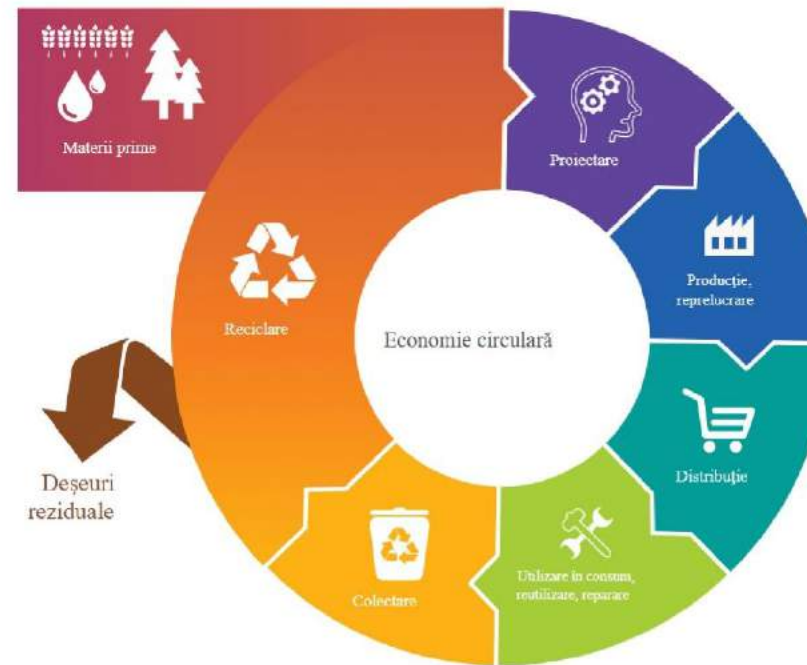 Materii prime
Proiectare
Producție,
reprelucrare
Reciclare
Economie circulară
Distribuție
Deșeuri
reziduale
Utilizare în consum,
reutilizare, reparare
Colectare